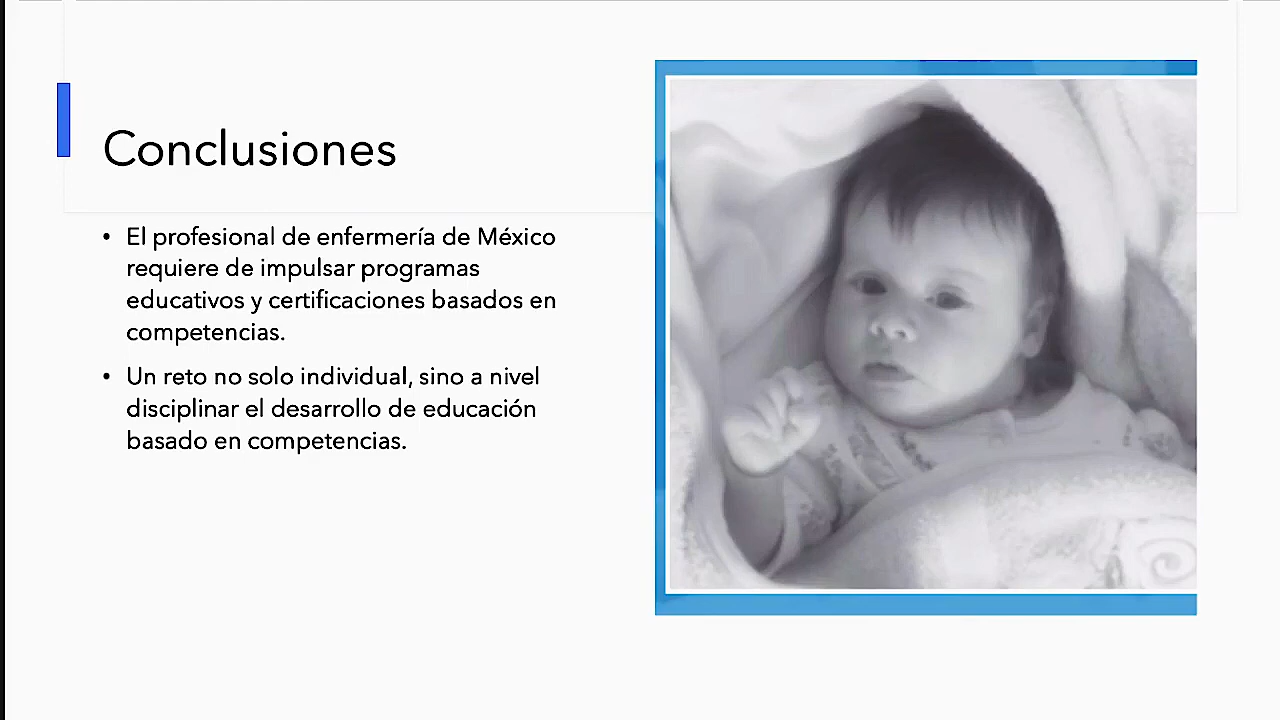 Conclusiones
• El profesional de enfermería de México
requiere de impulsar programas
educativos y certificaciones basados en
competencias.
• Un reto no solo individual, sino a nivel
disciplinar el desarrollo de educación
basado en competencias.